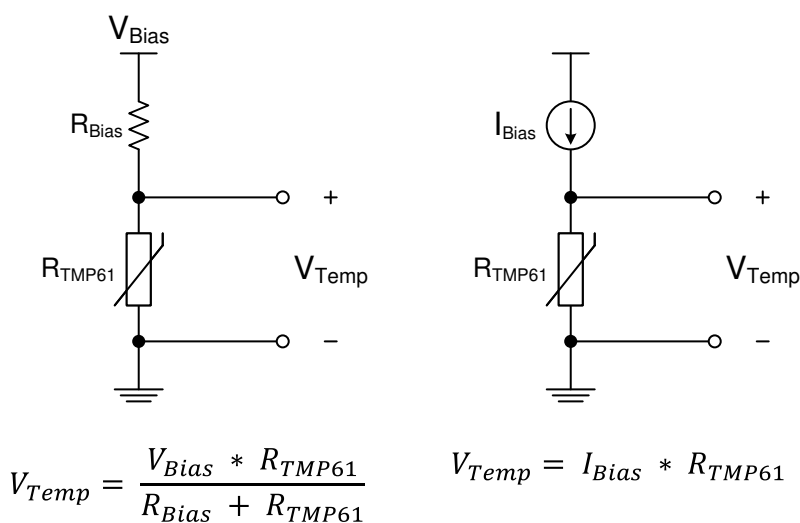 V_Bias
R_Bias
+
R_TMP61
V_Temp
−
V_Temp = (V_Bias * R_TMP61) / (R_Bias + R_TMP61)
I_Bias
+
R_TMP61
V_Temp
−
V_Temp = I_Bias * R_TMP61